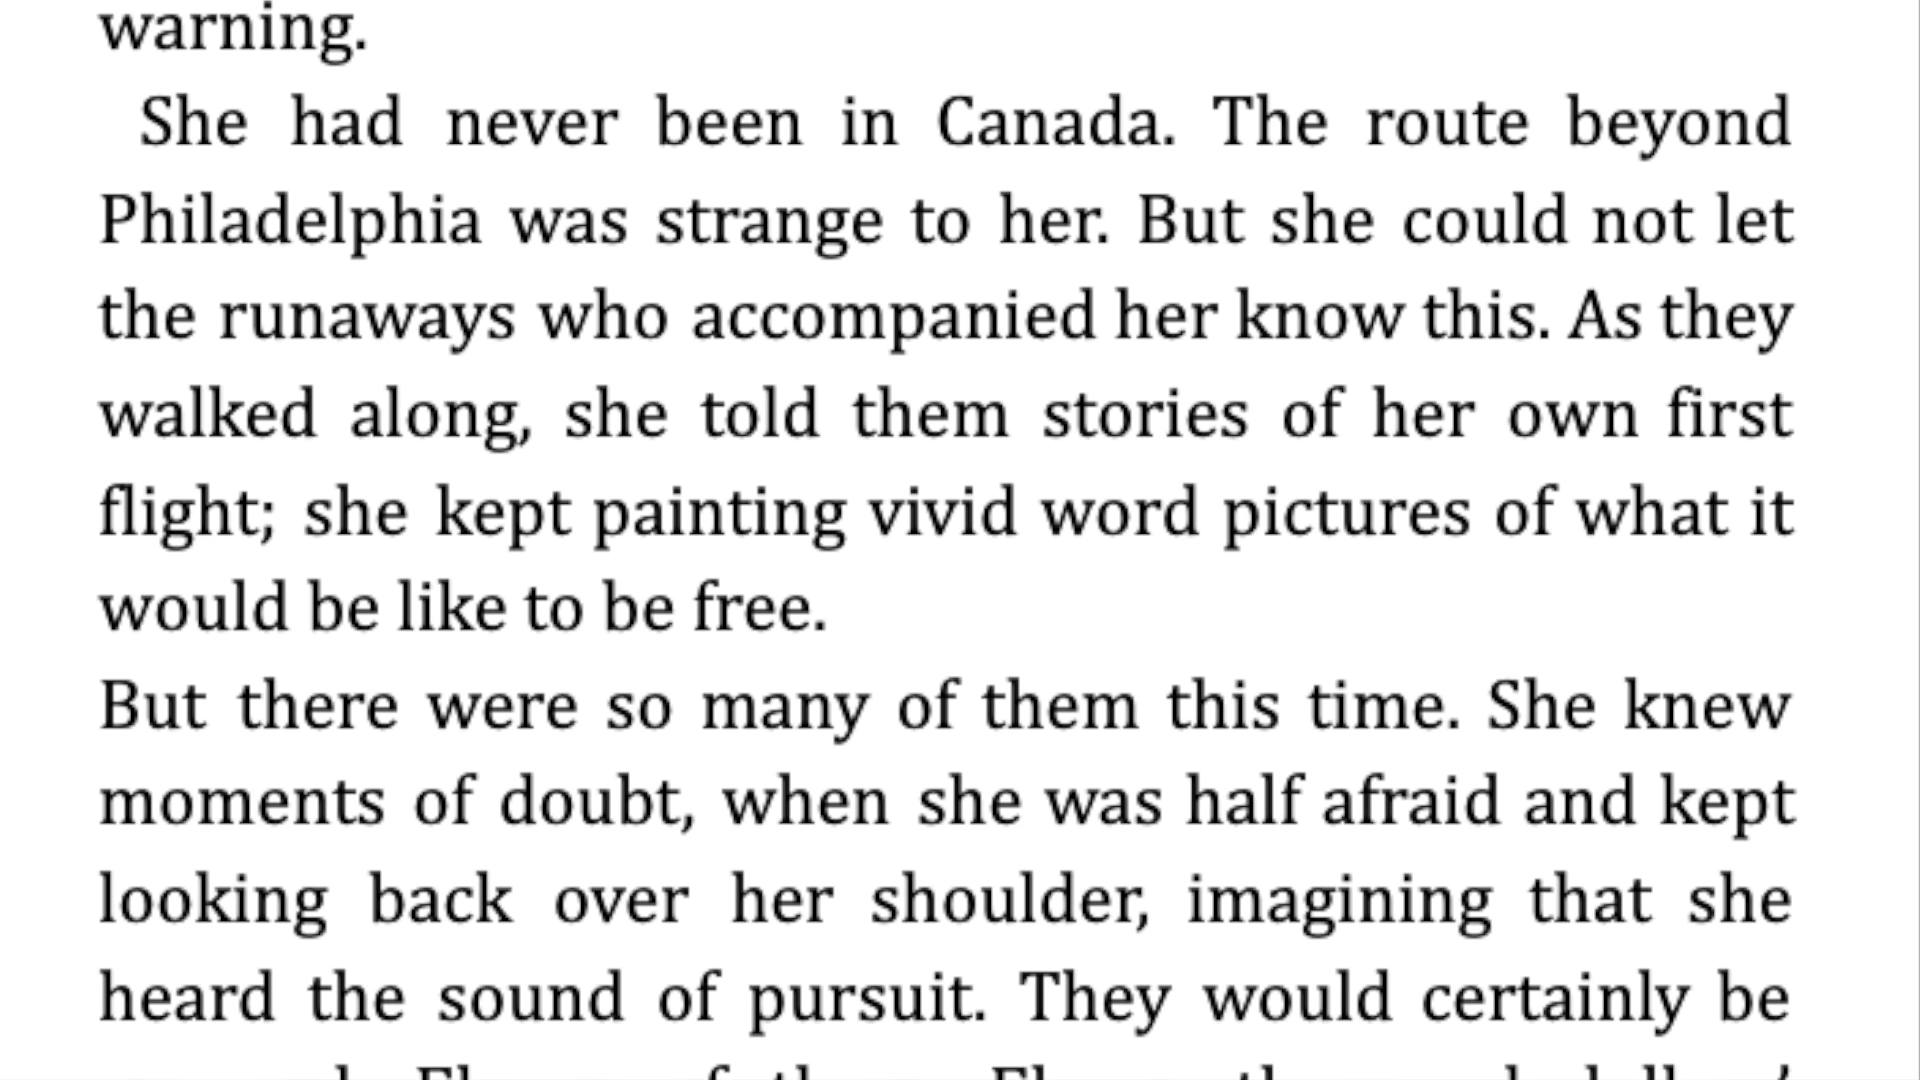 warning.
She had never been in Canada. The route beyond
Philadelphia was strange to her. But she could not let
the runaways who accompanied her know this. As they
walked along, she told them stories of her own first
flight; she kept painting vivid word pictures of what it
would be like to be free.
But there were so many of them this time. She knew
moments of doubt, when she was half afraid and kept
looking back over her shoulder, imagining that she
heard the sound of pursuit. They would certainly be